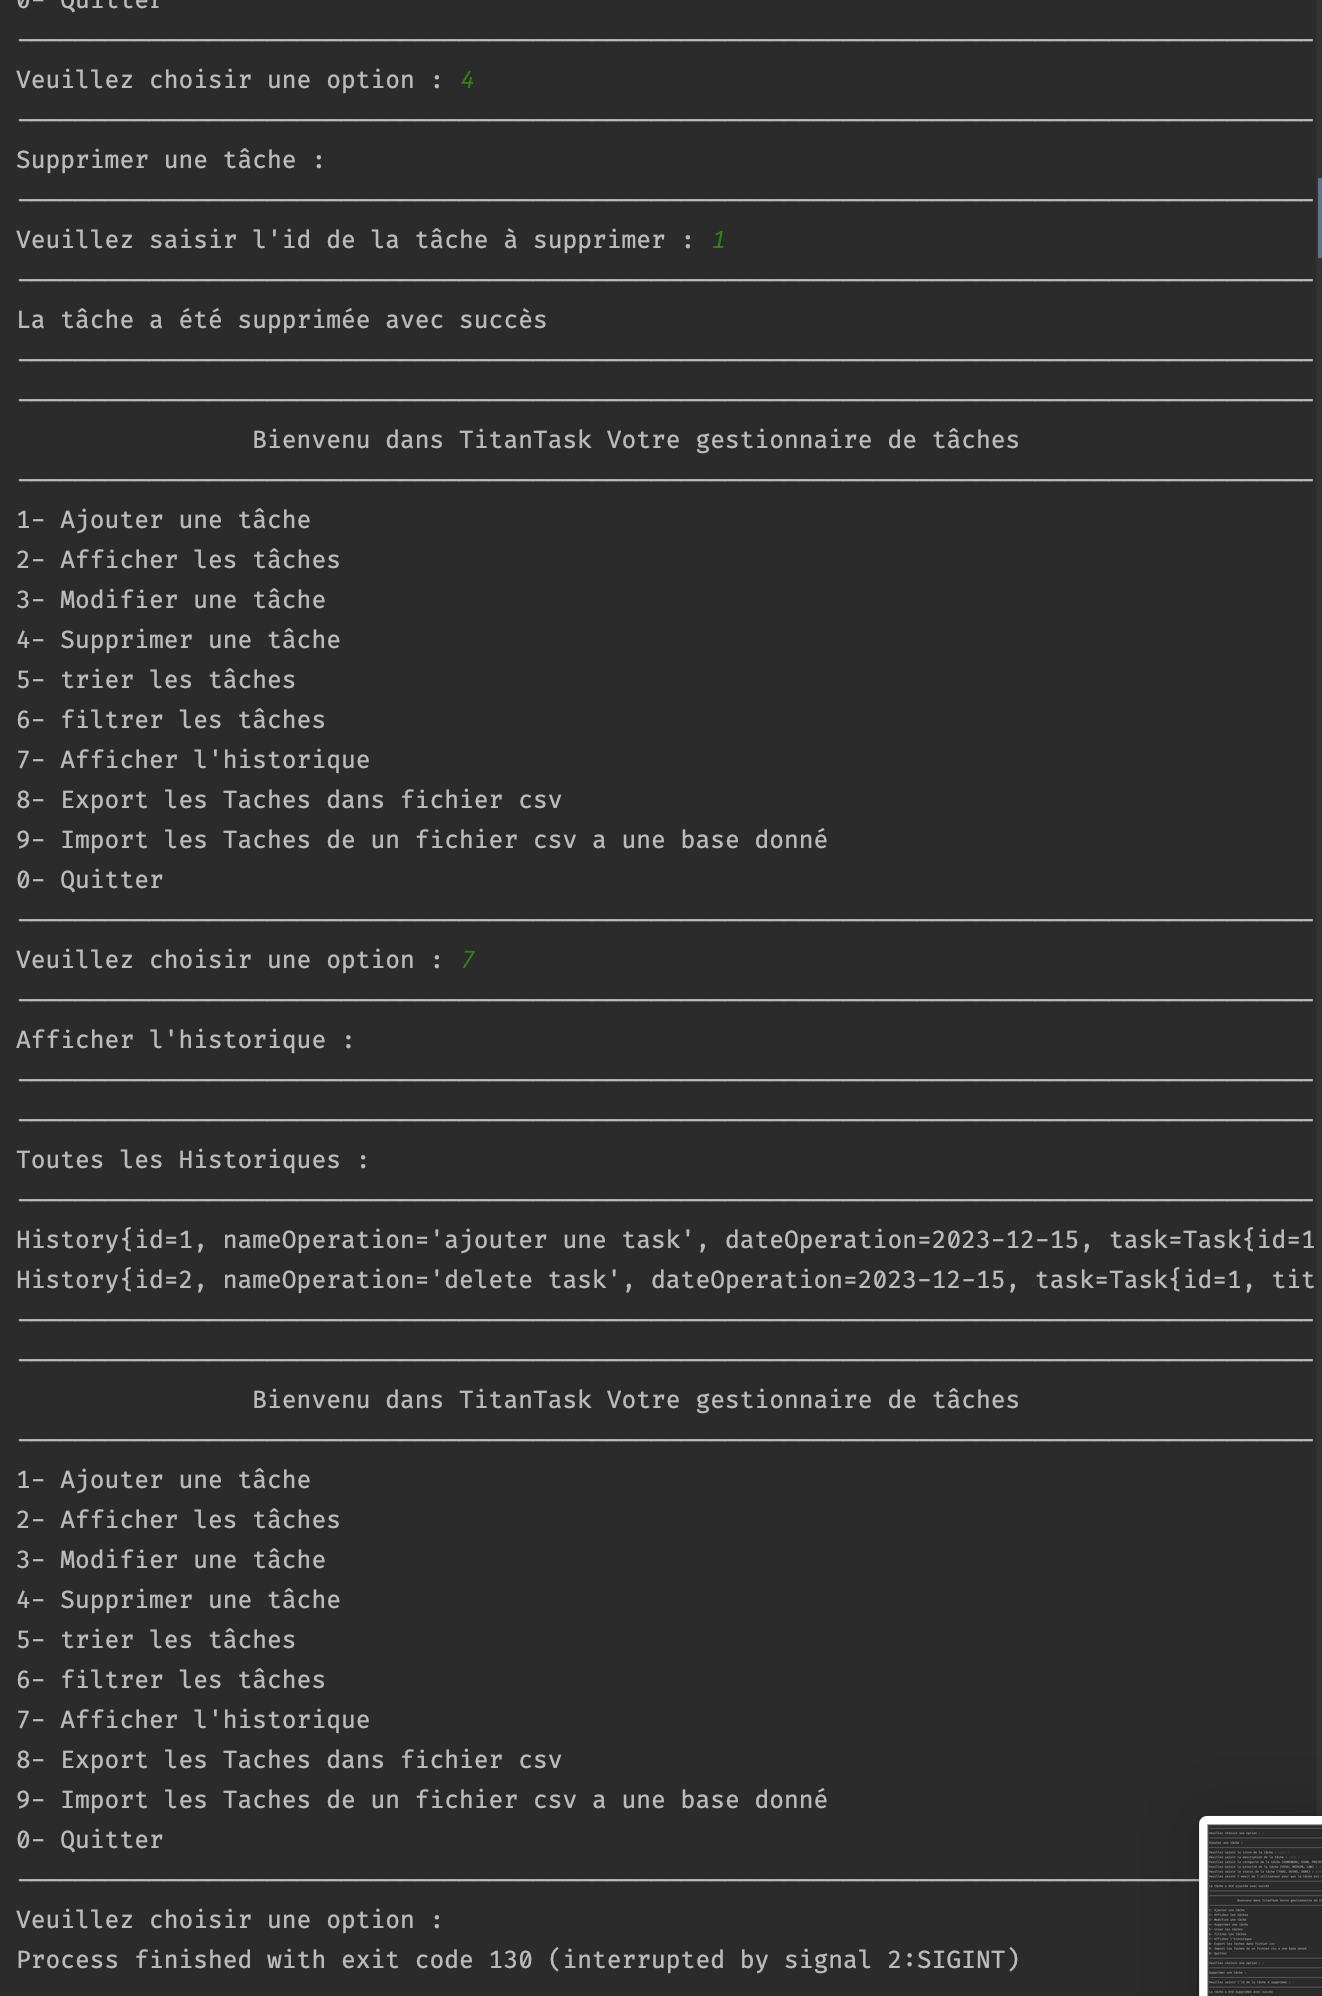 0- Quitter
Veuillez choisir une option : 4
Supprimer une tâche :
Veuillez saisir l'id de la tâche à supprimer : 1
La tâche a été supprimée avec succès
Bienvenu dans TitanTask Votre gestionnaire de tâches
1- Ajouter une tâche
2- Afficher les tâches
3- Modifier une tâche
4- Supprimer une tâche
5- trier les tâches
6- filtrer les tâches
7- Afficher l'historique
8- Export les Taches dans fichier csv
9- Import les Taches de un fichier csv a une base donné
0- Quitter
Veuillez choisir une option : 7
Afficher l'historique :
Toutes les Historiques :
History{id=1, nameOperation='ajouter une task', dateOperation=2023-12-15, task=Task{id=1
History{id=2, nameOperation='delete task', dateOperation=2023-12-15, task=Task{id=1, tit
Bienvenu dans TitanTask Votre gestionnaire de tâches
1- Ajouter une tâche
2- Afficher les tâches
3- Modifier une tâche
4- Supprimer une tâche
5- trier les tâches
6- filtrer les tâches
7- Afficher l'historique
8- Export les Taches dans fichier csv
9- Import les Taches de un fichier csv a une base donné
0- Quitter
Veuillez choisir une option :
Process finished with exit code 130 (interrupted by signal 2:SIGINT)